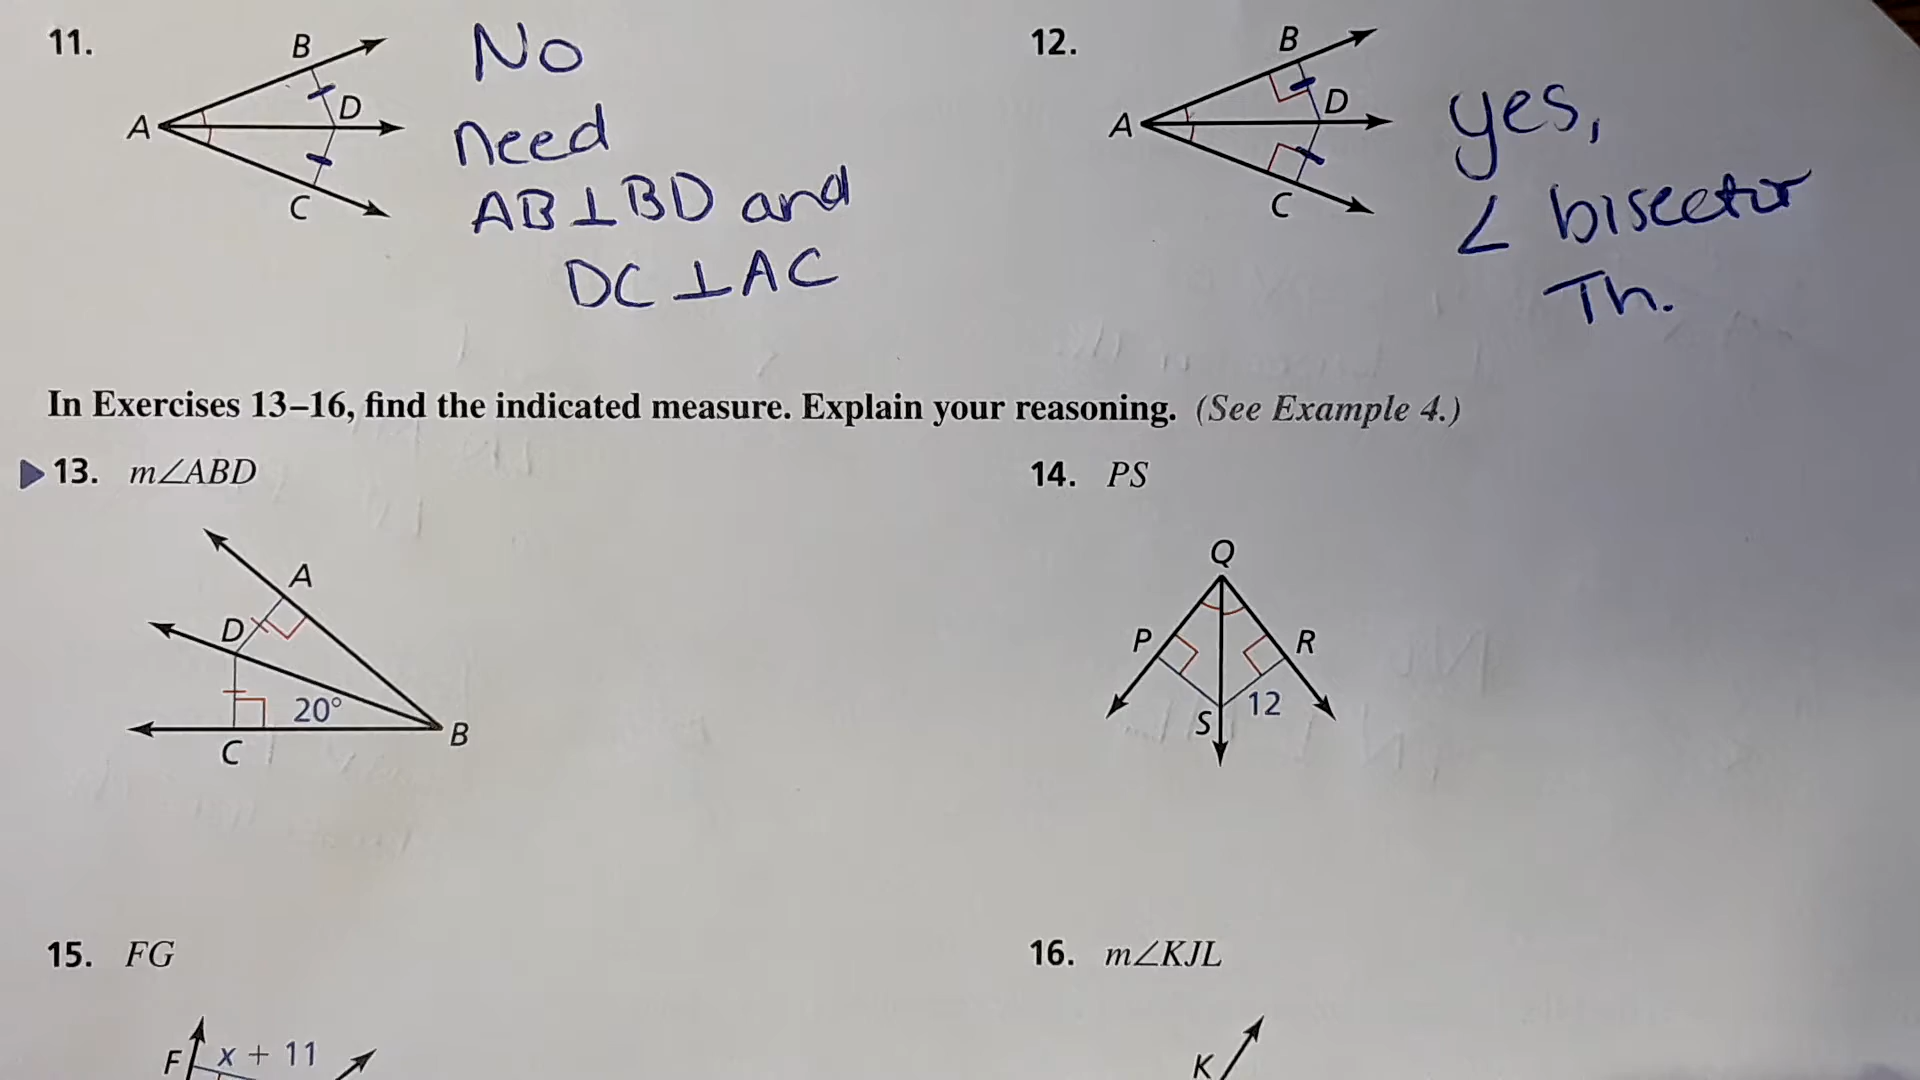 11.
B
A
D
C
No
need
AB⊥BD and
DC⊥AC
12.
B
A
D
C
yes,
∠ bisector
Th.
In Exercises 13–16, find the indicated measure. Explain your reasoning. (See Example 4.)
13. m∠ABD
A
D
20°
B
C
14. PS
Q
P
R
S
12
15. FG
F
x + 11
16. m∠KJL
K